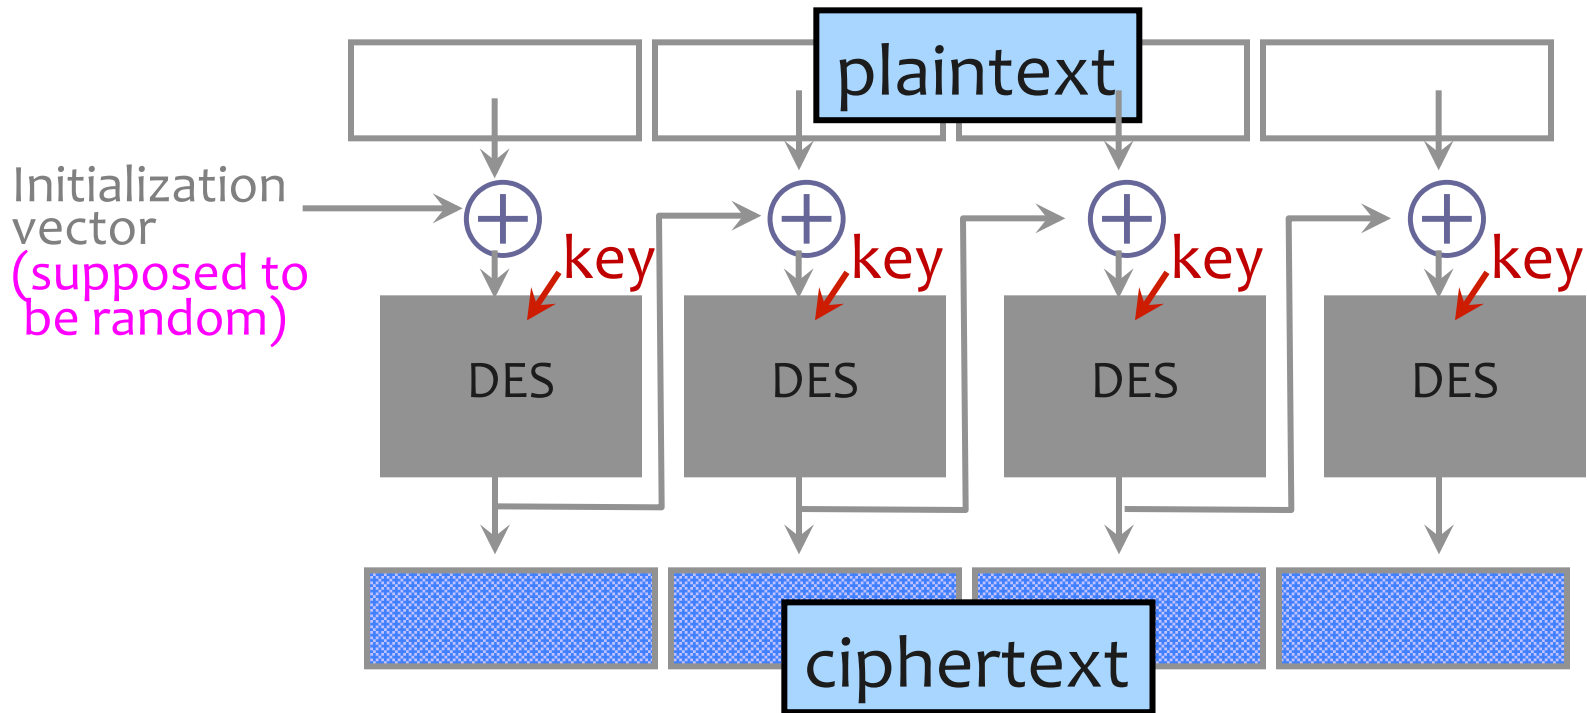 plaintext
Initialization
vector
(supposed to
be random)
key
key
key
key
DES
DES
DES
DES
ciphertext